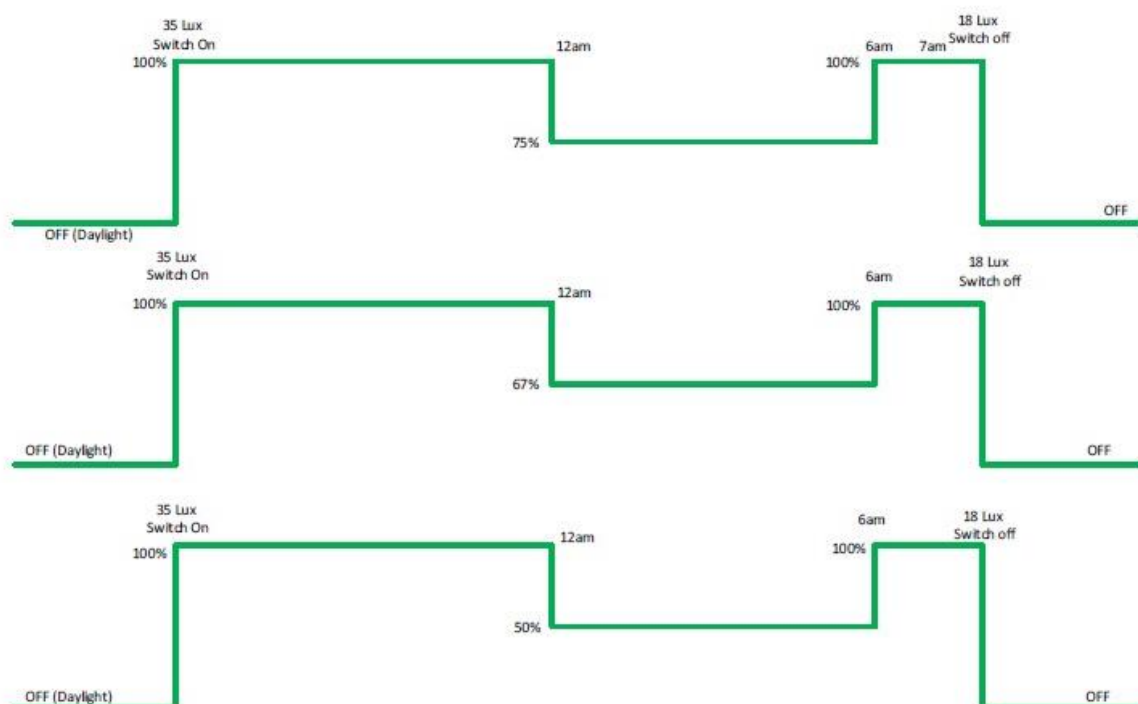 35 Lux
Switch On
12am
6am
7am
18 Lux
Switch off
100%
100%
75%
OFF
OFF (Daylight)
35 Lux
Switch On
12am
6am
18 Lux
Switch off
100%
100%
67%
OFF (Daylight)
OFF
35 Lux
Switch On
12am
6am
18 Lux
Switch off
100%
100%
50%
OFF (Daylight)
OFF